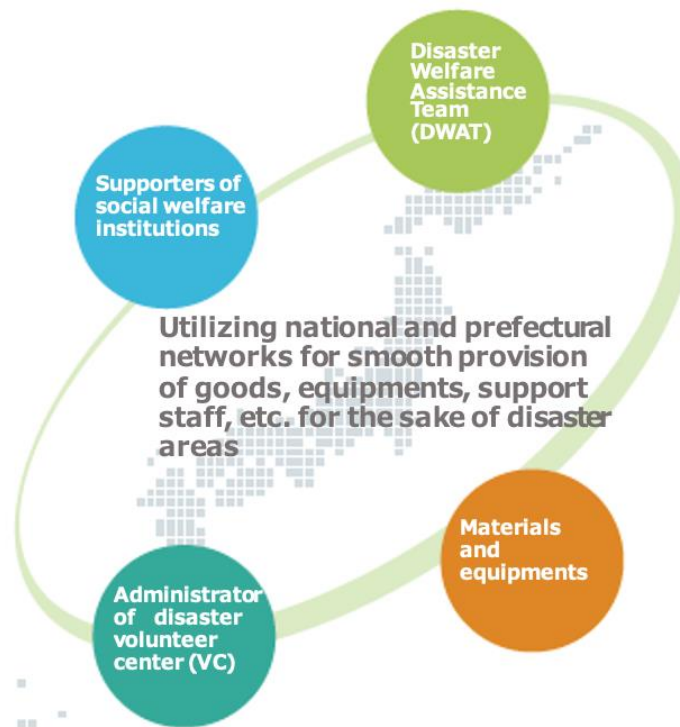 Disaster
Welfare
Assistance
Team
(DWAT)
Supporters of
social welfare
institutions
Utilizing national and prefectural
networks for smooth provision
of goods, equipments, support
staff, etc. for the sake of disaster
areas
Materials
and
equipments
Administrator
of disaster
volunteer
center (VC)